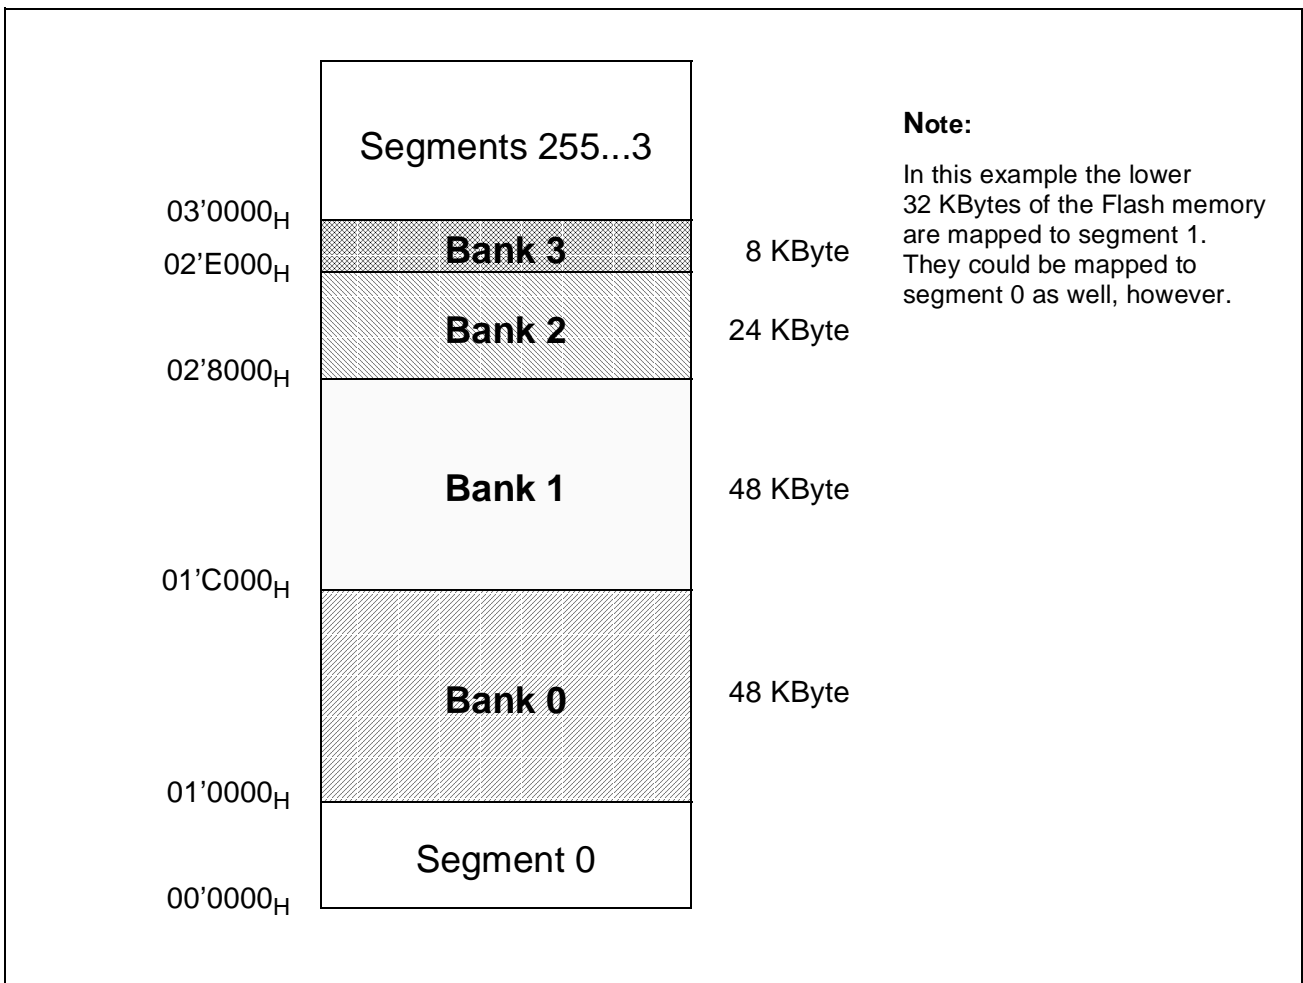 Segments 255...3
Note:
In this example the lower
32 KBytes of the Flash memory
are mapped to segment 1.
They could be mapped to
segment 0 as well, however.
03’0000H
Bank 3
8 KByte
02’E000H
Bank 2
24 KByte
02’8000H
Bank 1
48 KByte
01’C000H
Bank 0
48 KByte
01’0000H
Segment 0
00’0000H